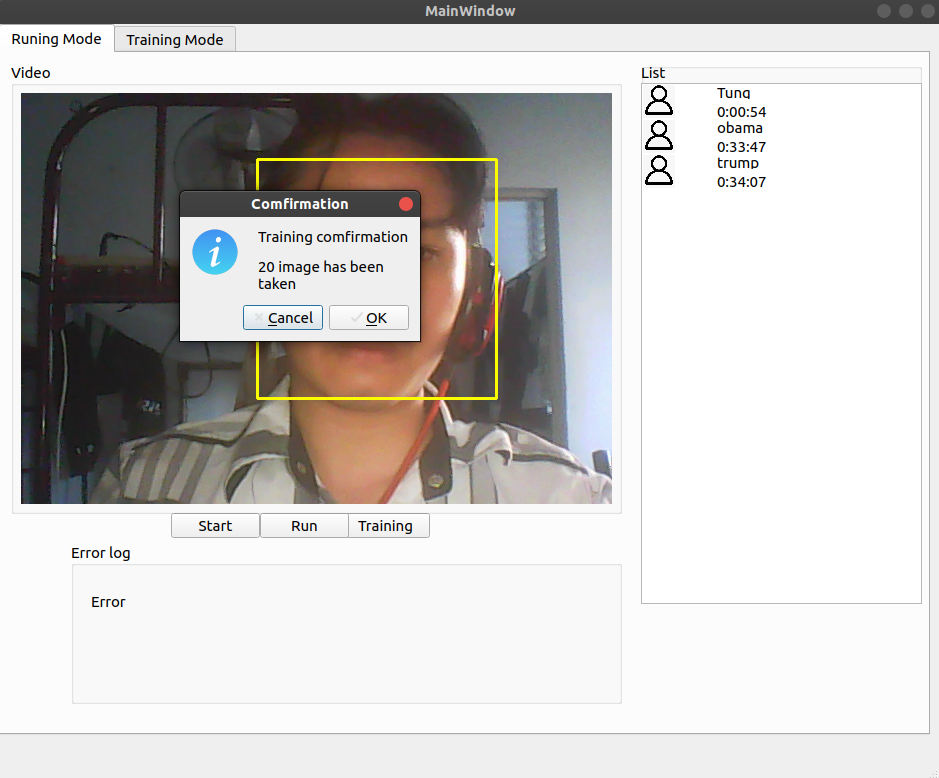 MainWindow
Runing Mode
Training Mode
Video
List
Tung
0:00:54
obama
0:33:47
trump
0:34:07
Comfirmation
Training comfirmation
20 image has been
taken
Cancel
OK
Start
Run
Training
Error log
Error